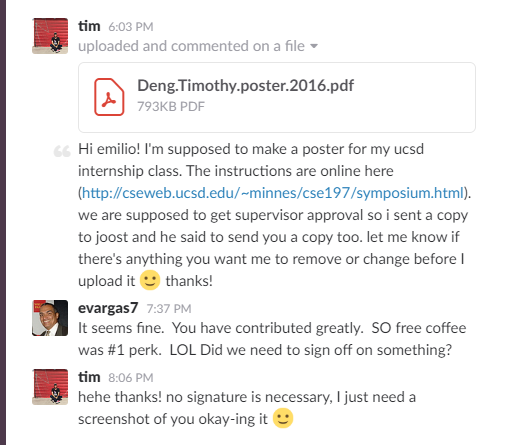 tim 6:03 PM
uploaded and commented on a file
Deng.Timothy.poster.2016.pdf
793KB PDF
Hi emilio! I'm supposed to make a poster for my ucsd
internship class. The instructions are online here
(http://cseweb.ucsd.edu/~minnes/cse197/symposium.html).
we are supposed to get supervisor approval so i sent a copy
to joost and he said to send you a copy too. let me know if
there's anything you want me to remove or change before I
upload it 🙂 thanks!
evargas7 7:37 PM
It seems fine.  You have contributed greatly.  SO free coffee
was #1 perk.  LOL Did we need to sign off on something?
tim 8:06 PM
hehe thanks! no signature is necessary, I just need a
screenshot of you okay-ing it 🙂